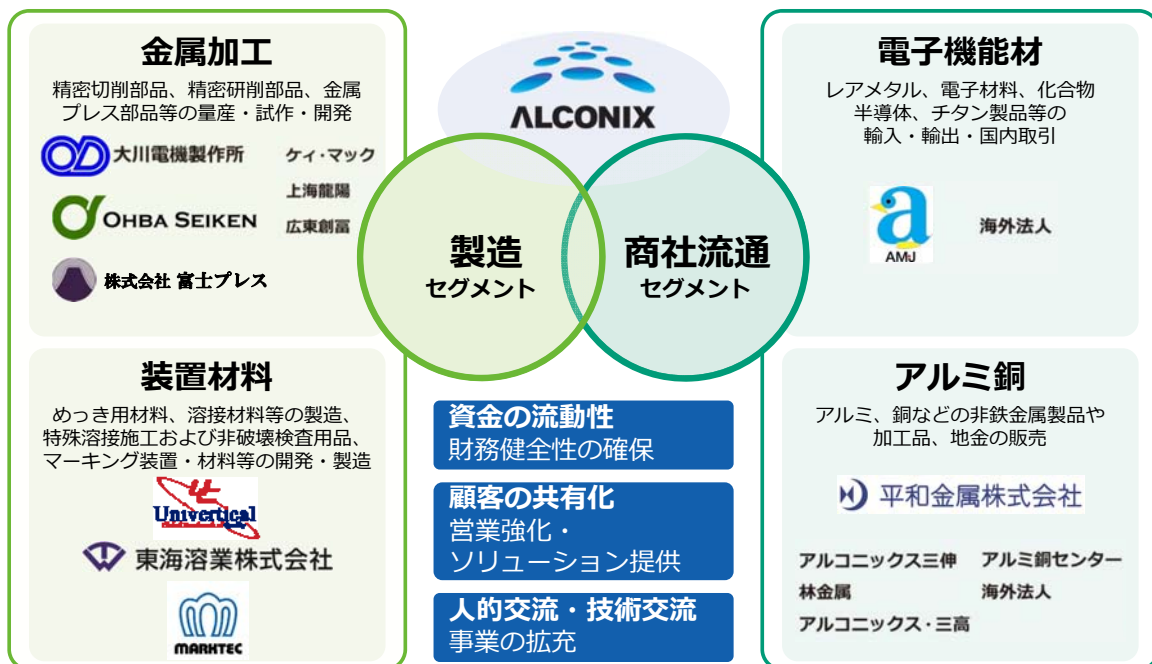 金属加工
精密切削部品、精密研削部品、金属
プレス部品等の量産・試作・開発
大川電機製作所
ケィ・マック
上海龍陽
OHBA SEIKEN
広東創冨
株式会社 富士プレス
装置材料
めっき用材料、溶接材料等の製造、
特殊溶接施工および非破壊検査用品、
マーキング装置・材料等の開発・製造
Univertical
東海溶業株式会社
MARKTEC
ALCONIX
製造
セグメント
商社流通
セグメント
資金の流動性
財務健全性の確保
顧客の共有化
営業強化・
ソリューション提供
人的交流・技術交流
事業の拡充
電子機能材
レアメタル、電子材料、化合物
半導体、チタン製品等の
輸入・輸出・国内取引
AMJ
海外法人
アルミ銅
アルミ、銅などの非鉄金属製品や
加工品、地金の販売
平和金属株式会社
アルコニックス三伸
アルミ銅センター
林金属
海外法人
アルコニックス・三高